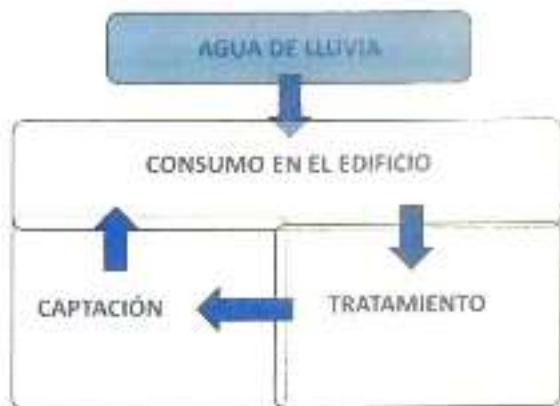 AGUA DE LLUVIA
CONSUMO EN EL EDIFICIO
CAPTACIÓN
TRATAMIENTO